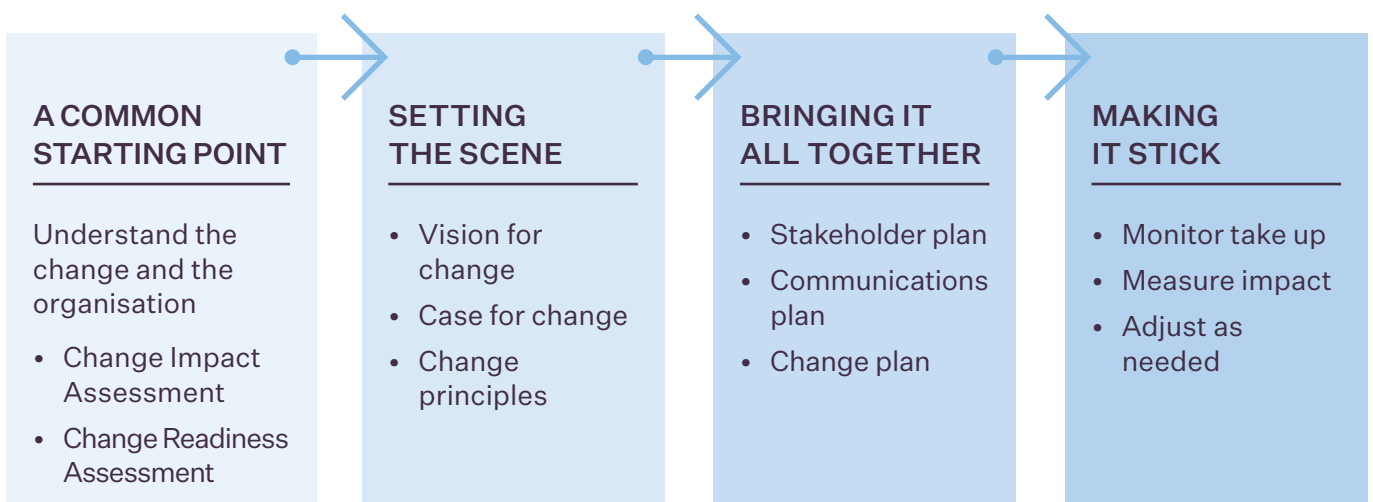 A COMMON
STARTING POINT
Understand the
change and the
organisation
• Change Impact
Assessment
• Change Readiness
Assessment
SETTING
THE SCENE
• Vision for
change
• Case for change
• Change
principles
BRINGING IT
ALL TOGETHER
• Stakeholder plan
• Communications
plan
• Change plan
MAKING
IT STICK
• Monitor take up
• Measure impact
• Adjust as
needed